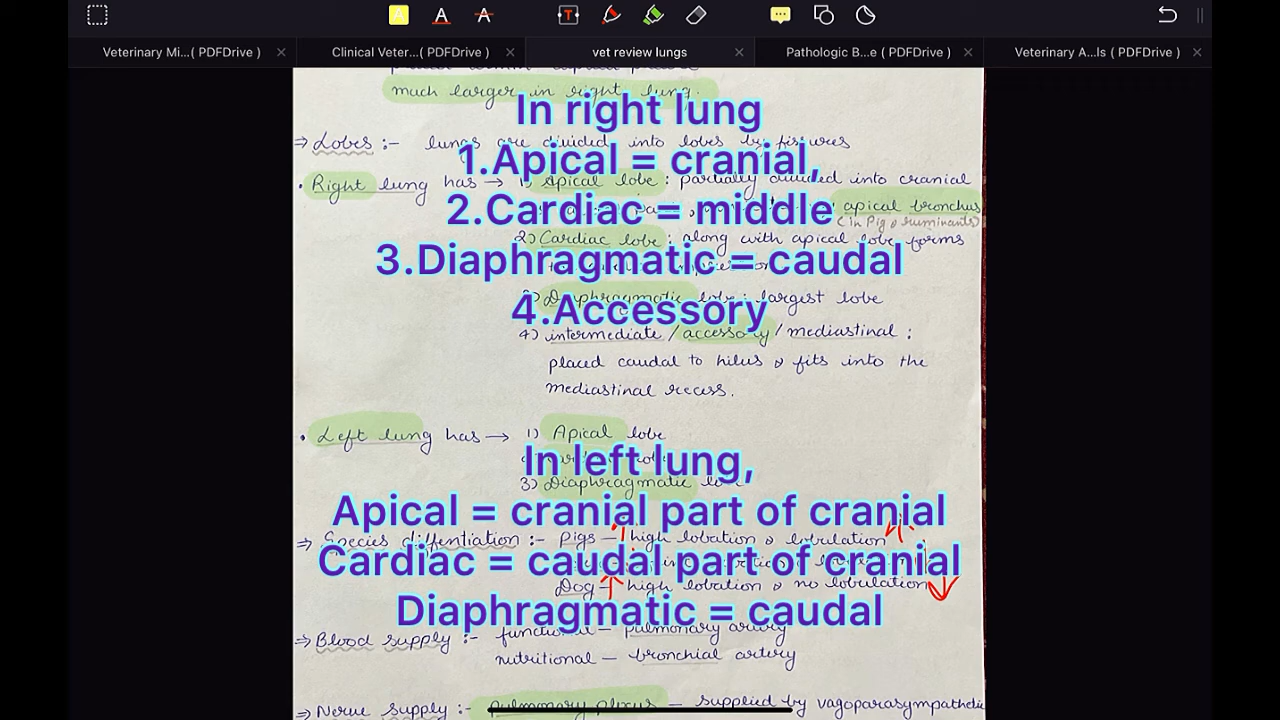 Veterinary Mi...( PDFDrive )
Clinical Veter...( PDFDrive )
vet review lungs
Pathologic B...e ( PDFDrive )
Veterinary A...ls ( PDFDrive )
much larger in right lung.
In right lung
⇒ Lobes :- lungs are divided into lobes by fissures
1.Apical = cranial,
• Right lung has → 1) Apical lobe : partially divided into cranial
2.Cardiac = middle
apical bronchus
(in Pig & ruminants)
2) Cardiac lobe : along with apical lobe forms
3.Diaphragmatic = caudal
3) Diaphragmatic lobe : largest lobe
4.Accessory
4) intermediate / accessory / mediastinal :
placed caudal to hilus & fits into the
mediastinal recess.
• Left lung has → 1) Apical lobe
In left lung,
3) Diaphragmatic
Apical = cranial part of cranial
⇒ Species diffentiation :- Pigs – high lobation & lobulation
Cardiac = caudal part of cranial
Dog – high lobation & no lobulation
Diaphragmatic = caudal
⇒ Blood supply :- functional – pulmonary artery
nutritional – bronchial artery
⇒ Nerve supply :- pulmonary plexus – supplied by vagoparasympathetic